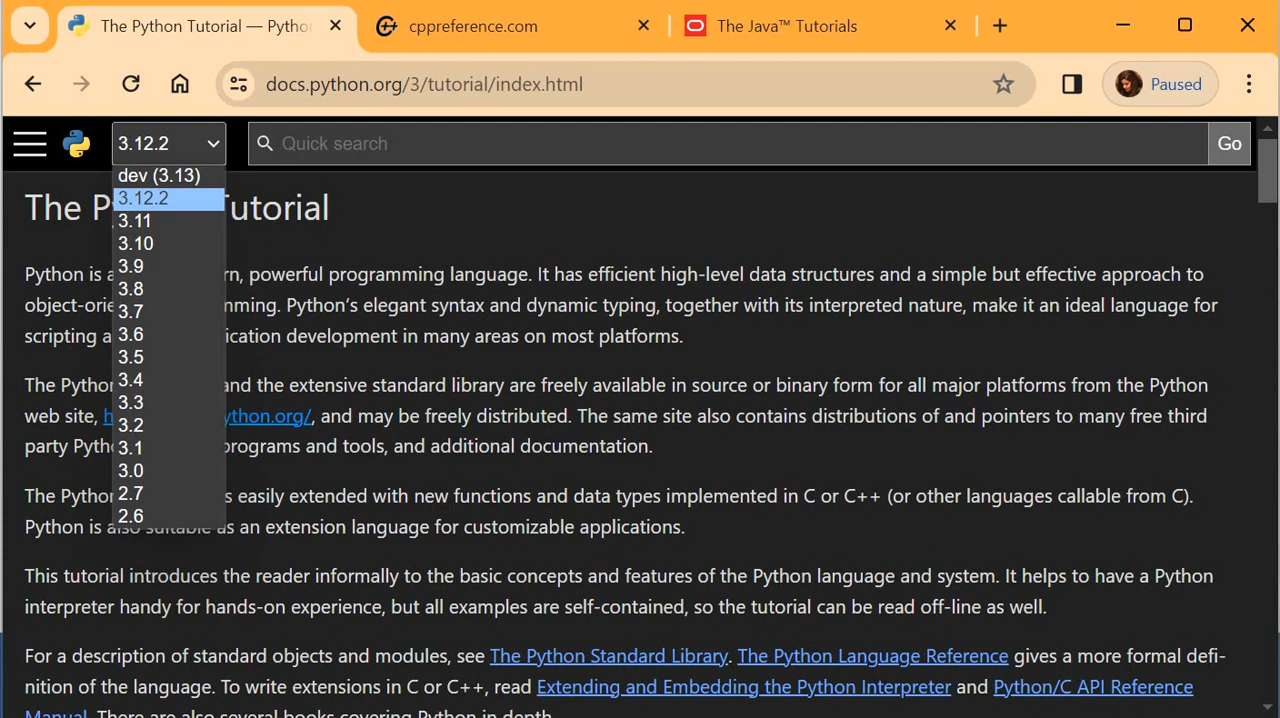 The Python Tutorial — Pytho
cppreference.com
The Java™ Tutorials
docs.python.org/3/tutorial/index.html
Paused
3.12.2
Quick search
Go
dev (3.13)
3.12.2
3.11
3.10
3.9
3.8
3.7
3.6
3.5
3.4
3.3
3.2
3.1
3.0
2.7
2.6
The P utorial
Python is a rn, powerful programming language. It has efficient high-level data structures and a simple but effective approach to
object-orie mming. Python’s elegant syntax and dynamic typing, together with its interpreted nature, make it an ideal language for
scripting a ication development in many areas on most platforms.
The Python and the extensive standard library are freely available in source or binary form for all major platforms from the Python
web site, h ython.org/, and may be freely distributed. The same site also contains distributions of and pointers to many free third
party Pyth programs and tools, and additional documentation.
The Python s easily extended with new functions and data types implemented in C or C++ (or other languages callable from C).
Python is also suitable as an extension language for customizable applications.
This tutorial introduces the reader informally to the basic concepts and features of the Python language and system. It helps to have a Python
interpreter handy for hands-on experience, but all examples are self-contained, so the tutorial can be read off-line as well.
For a description of standard objects and modules, see The Python Standard Library. The Python Language Reference gives a more formal defi-
nition of the language. To write extensions in C or C++, read Extending and Embedding the Python Interpreter and Python/C API Reference
Manual. There are also several books covering Python in depth.